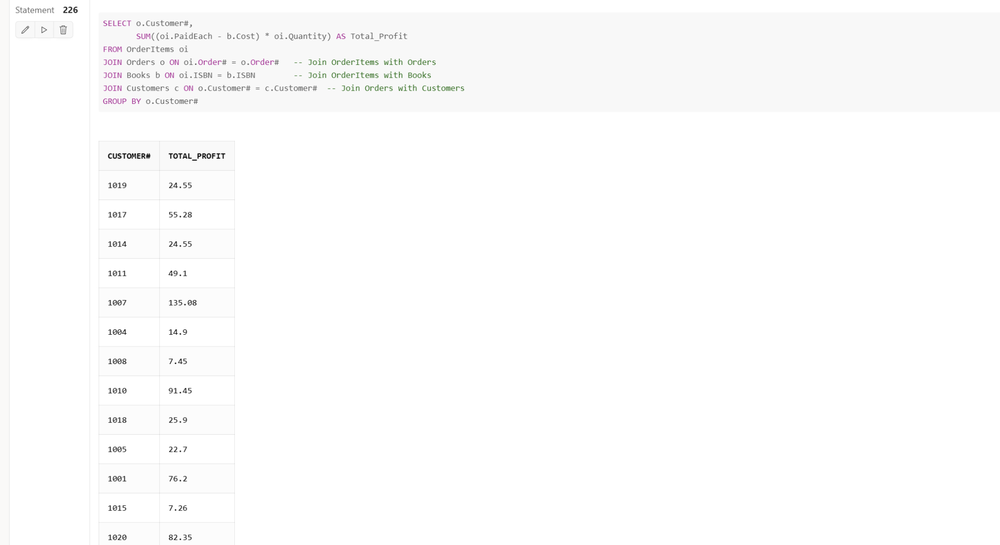 Statement 226
SELECT o.Customer#,
       SUM((oi.PaidEach - b.Cost) * oi.Quantity) AS Total_Profit
FROM OrderItems oi
JOIN Orders o ON oi.Order# = o.Order#   -- Join OrderItems with Orders
JOIN Books b ON oi.ISBN = b.ISBN        -- Join OrderItems with Books
JOIN Customers c ON o.Customer# = c.Customer#  -- Join Orders with Customers
GROUP BY o.Customer#
CUSTOMER# TOTAL_PROFIT
1019 24.55
1017 55.28
1014 24.55
1011 49.1
1007 135.08
1004 14.9
1008 7.45
1010 91.45
1018 25.9
1005 22.7
1001 76.2
1015 7.26
1020 82.35